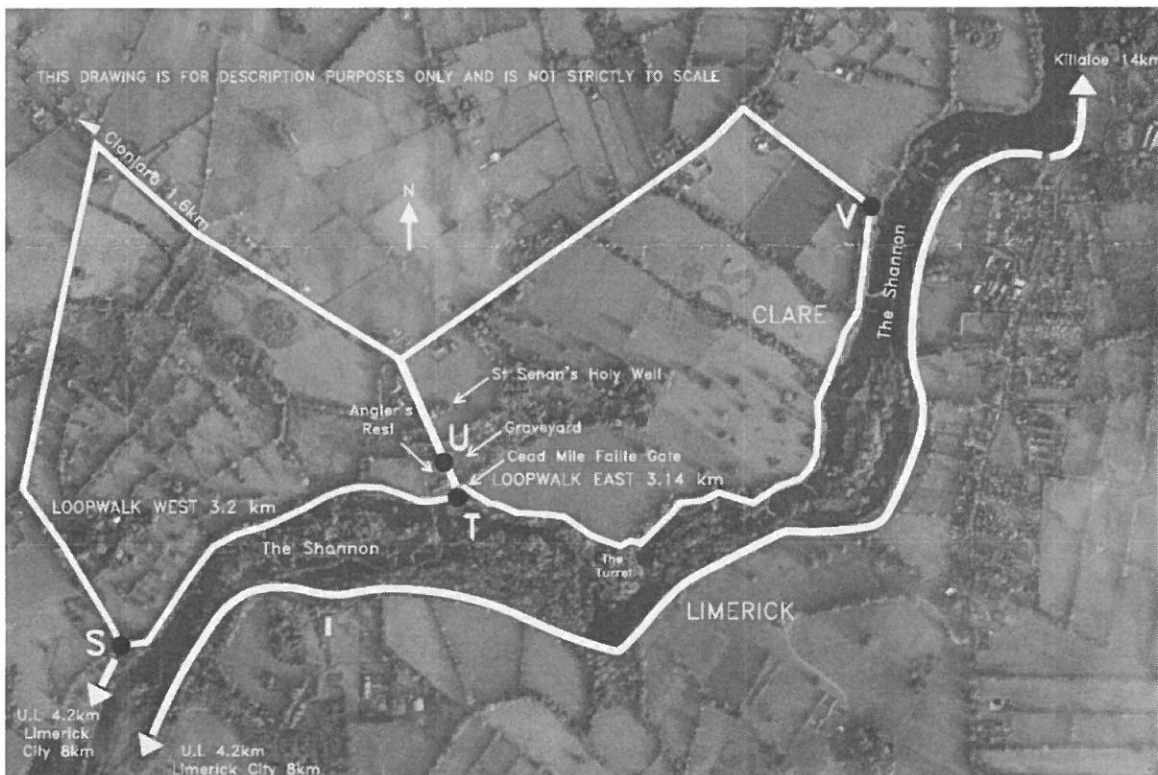 THIS DRAWING IS FOR DESCRIPTION PURPOSES ONLY AND IS NOT STRICTLY TO SCALE
Killaloe 14km
Clonlara 1.6km
N
V
The Shannon
CLARE
St Senan's Holy Well
Angler's
Rest
U
Graveyard
Cead Mile Failte Gate
LOOPWALK EAST 3.14 km
LOOPWALK WEST 3.2 km
T
The Shannon
The
Turret
LIMERICK
S
U.L 4.2km
Limerick
City 8km
U.L 4.2km
Limerick City 8km